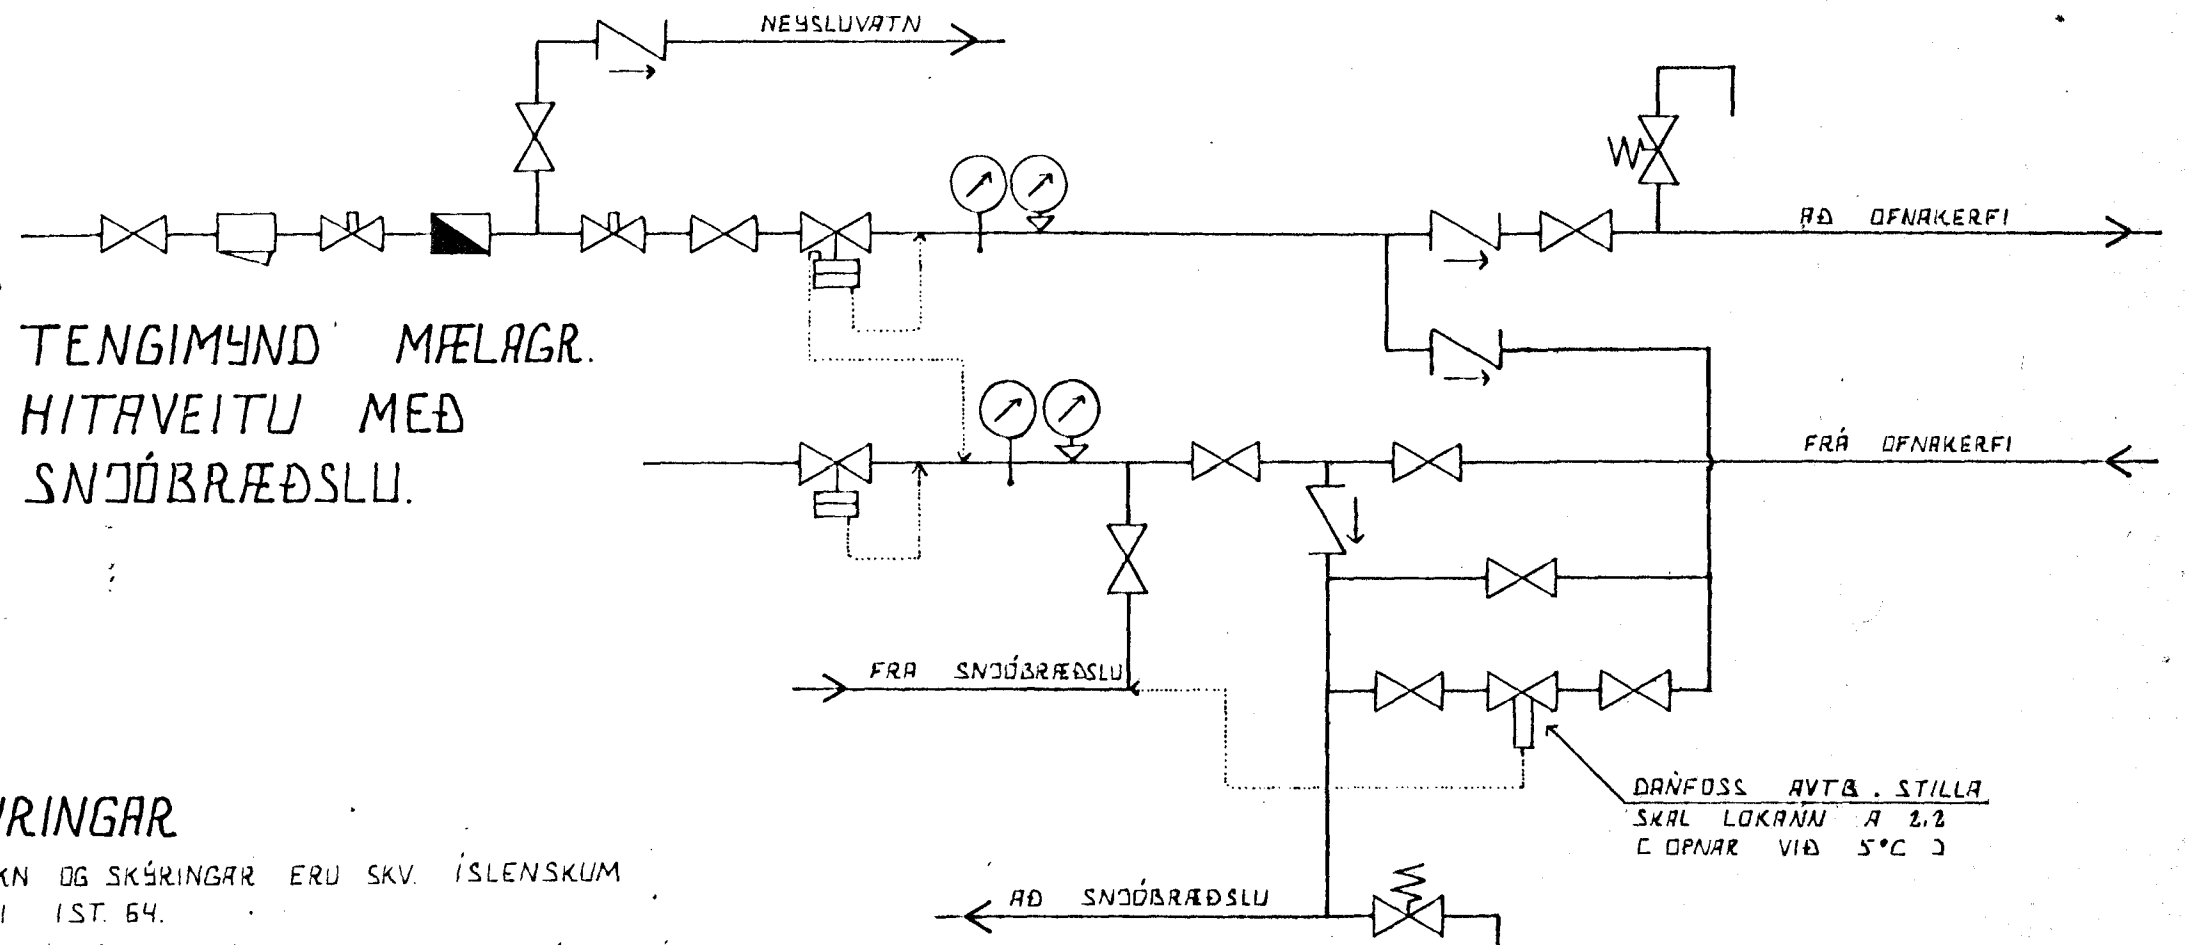 NEYSLUVATN
AÐ OFNAKERFI
TENGIMYND MÆLAGR.
HITAVEITU MEÐ
SNJÓBRÆÐSLU.
FRÁ OFNAKERFI
FRA SNJÓBRÆÐSLU
DANFOSS AVTB. STILLA
SKAL LOKANN A 2.2
( OPNAR VIÐ 5°C )
RINGAR
KN OG SKÝRINGAR ERU SKV. ÍSLENSKUM
I IST. 64.
AÐ SNJÓBRÆÐSLU